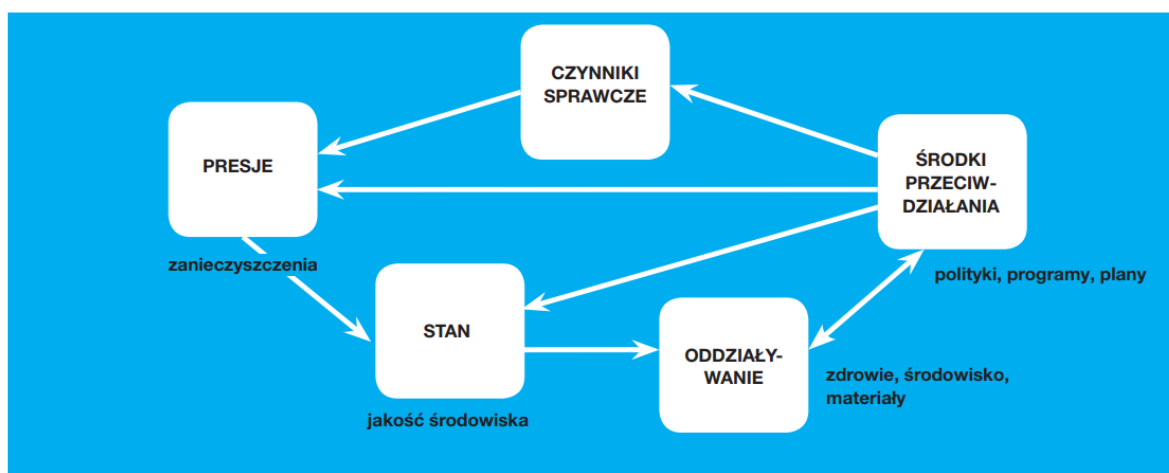 CZYNNIKI
SPRAWCZE
PRESJE
ŚRODKI
PRZECIW-
DZIAŁANIA
zanieczyszczenia
polityki, programy, plany
STAN
ODDZIAŁY-
WANIE
zdrowie, środowisko,
materiały
jakość środowiska